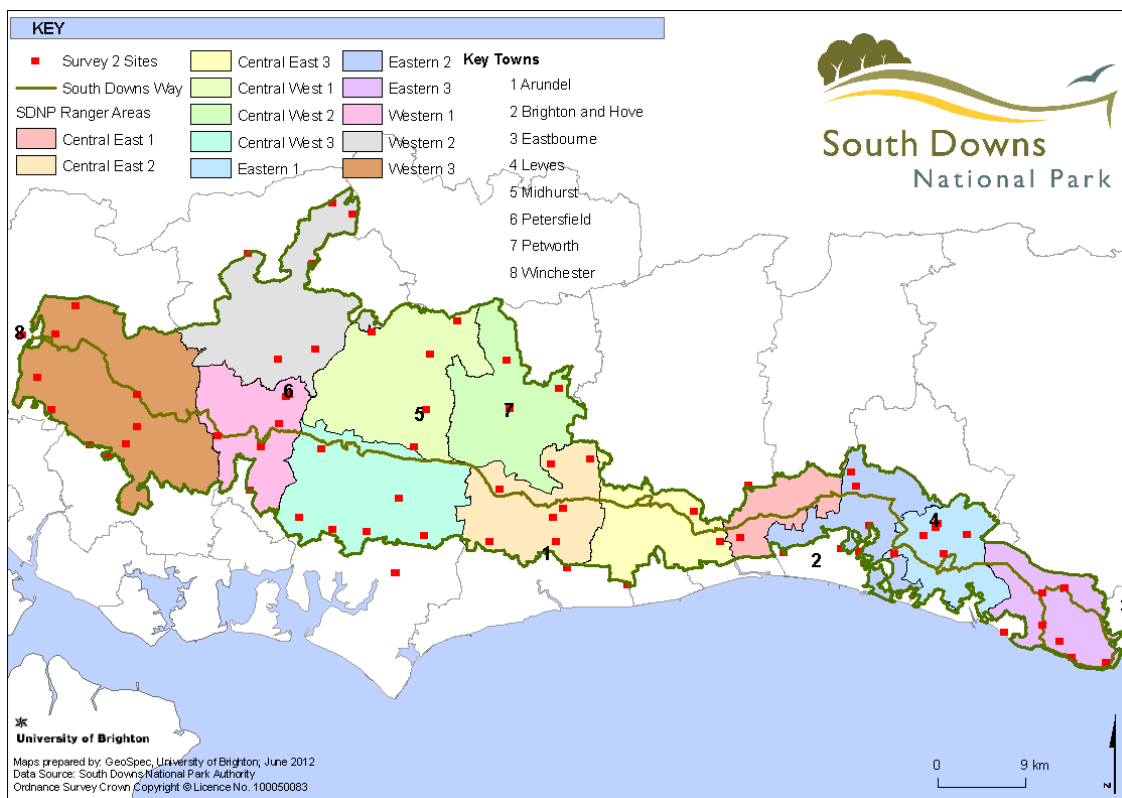 KEY
Survey 2 Sites
South Downs Way
SDNP Ranger Areas
Central East 1
Central East 2
Central East 3
Central West 1
Central West 2
Central West 3
Eastern 1
Eastern 2
Eastern 3
Western 1
Western 2
Western 3
Key Towns
1 Arundel
2 Brighton and Hove
3 Eastbourne
4 Lewes
5 Midhurst
6 Petersfield
7 Petworth
8 Winchester
South Downs
National Park
8
6
5
7
1
2
4
University of Brighton
Maps prepared by: GeoSpec, University of Brighton; June 2012
Data Source: South Downs National Park Authority
Ordnance Survey Crown Copyright © Licence No. 100050083
0 9 km
N